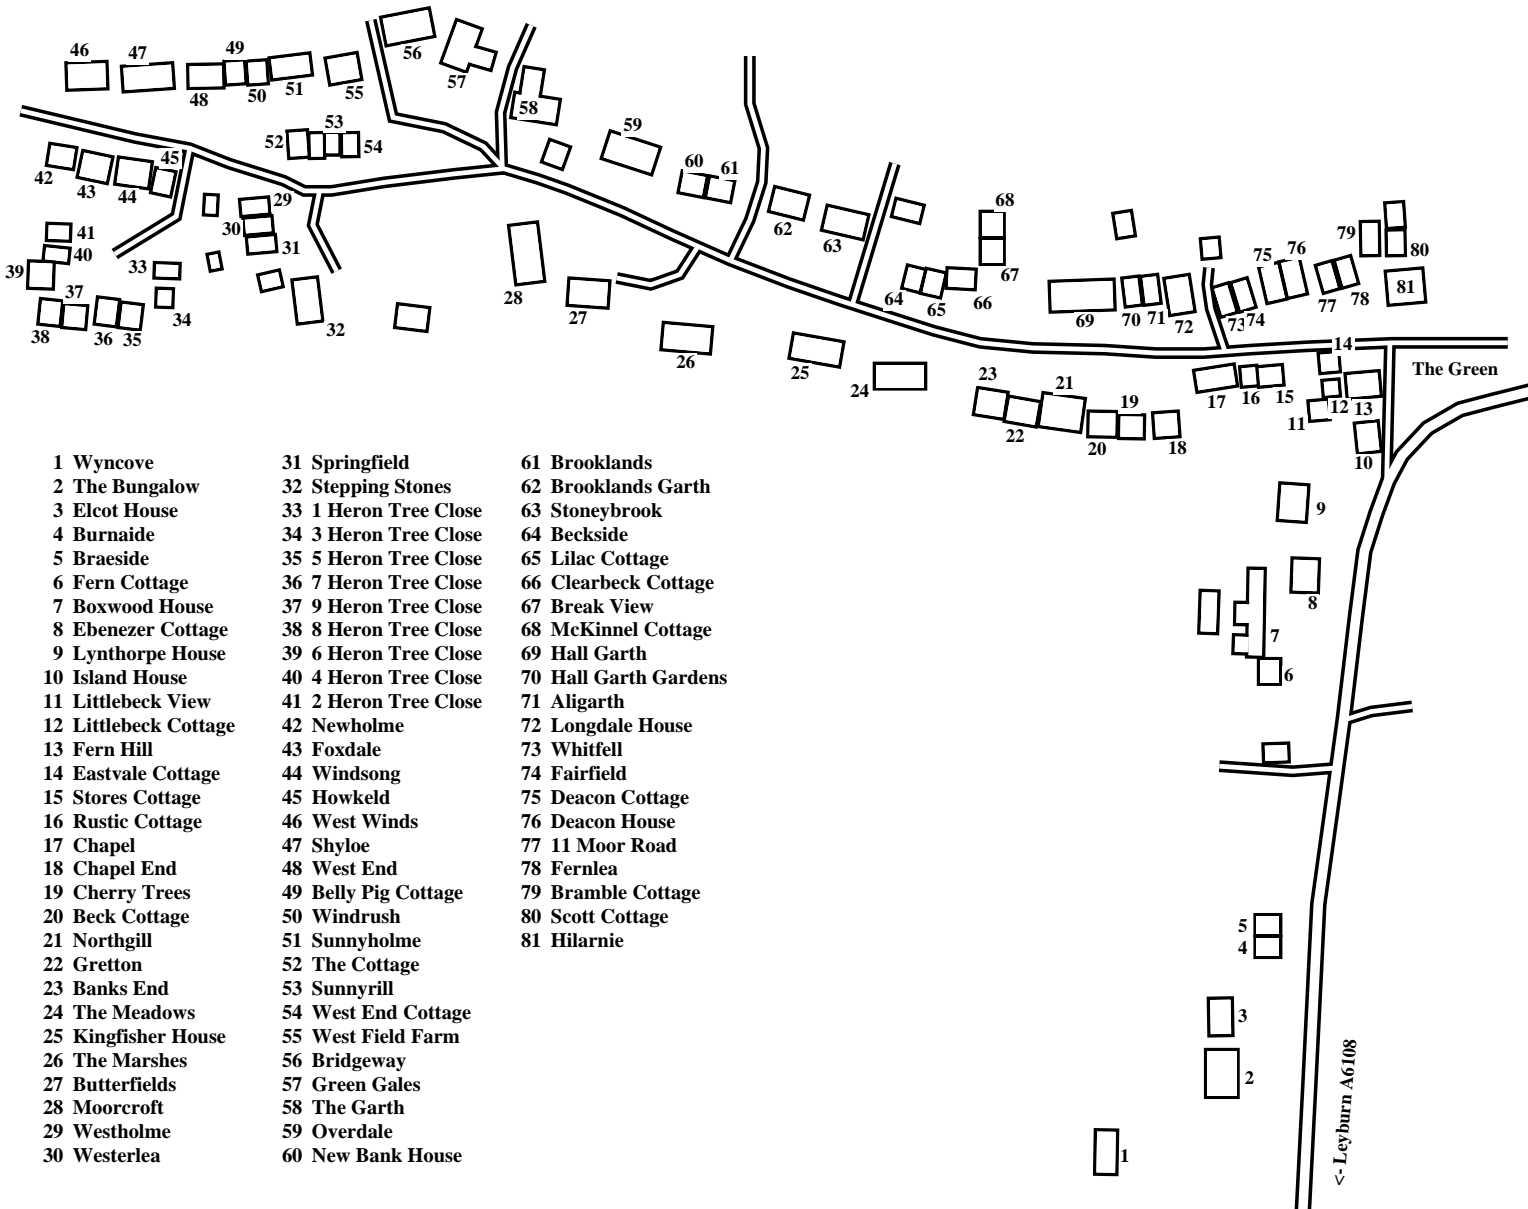 46
47
49
48
50
51
55
56
57
58
59
52
53
54
42
43
44
45
41
40
39
38
37
36
35
33
34
29
30
31
32
28
27
26
60
61
62
63
25
24
64
65
66
67
68
69
70
71
72
73
74
75
76
77
78
79
80
81
23
22
21
20
19
18
17
16
15
14
12
13
11
10
The Green
9
8
7
6
5
4
3
2
1
<- Leyburn A6108
1 Wyncove
2 The Bungalow
3 Elcot House
4 Burnaide
5 Braeside
6 Fern Cottage
7 Boxwood House
8 Ebenezer Cottage
9 Lynthorpe House
10 Island House
11 Littlebeck View
12 Littlebeck Cottage
13 Fern Hill
14 Eastvale Cottage
15 Stores Cottage
16 Rustic Cottage
17 Chapel
18 Chapel End
19 Cherry Trees
20 Beck Cottage
21 Northgill
22 Gretton
23 Banks End
24 The Meadows
25 Kingfisher House
26 The Marshes
27 Butterfields
28 Moorcroft
29 Westholme
30 Westerlea
31 Springfield
32 Stepping Stones
33 1 Heron Tree Close
34 3 Heron Tree Close
35 5 Heron Tree Close
36 7 Heron Tree Close
37 9 Heron Tree Close
38 8 Heron Tree Close
39 6 Heron Tree Close
40 4 Heron Tree Close
41 2 Heron Tree Close
42 Newholme
43 Foxdale
44 Windsong
45 Howkeld
46 West Winds
47 Shyloe
48 West End
49 Belly Pig Cottage
50 Windrush
51 Sunnyholme
52 The Cottage
53 Sunnyrill
54 West End Cottage
55 West Field Farm
56 Bridgeway
57 Green Gales
58 The Garth
59 Overdale
60 New Bank House
61 Brooklands
62 Brooklands Garth
63 Stoneybrook
64 Beckside
65 Lilac Cottage
66 Clearbeck Cottage
67 Break View
68 McKinnel Cottage
69 Hall Garth
70 Hall Garth Gardens
71 Aligarth
72 Longdale House
73 Whitfell
74 Fairfield
75 Deacon Cottage
76 Deacon House
77 11 Moor Road
78 Fernlea
79 Bramble Cottage
80 Scott Cottage
81 Hilarnie